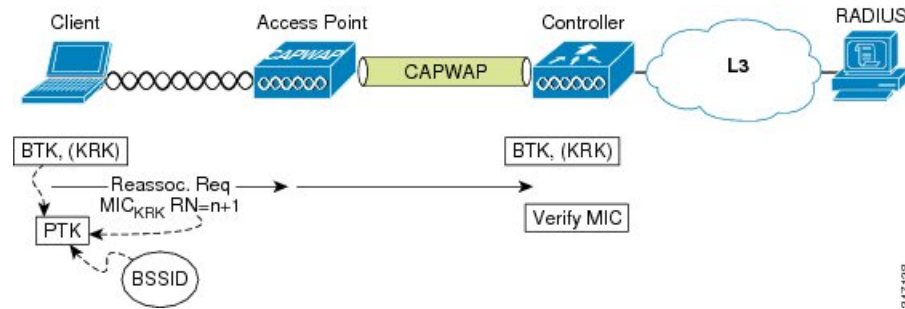 Client
Access Point
Controller
RADIUS
CAPWAP
CAPWAP
L3
BTK, (KRK)
BTK, (KRK)
Reassoc. Req
MIC_KRK RN=n+1
Verify MIC
PTK
BSSID